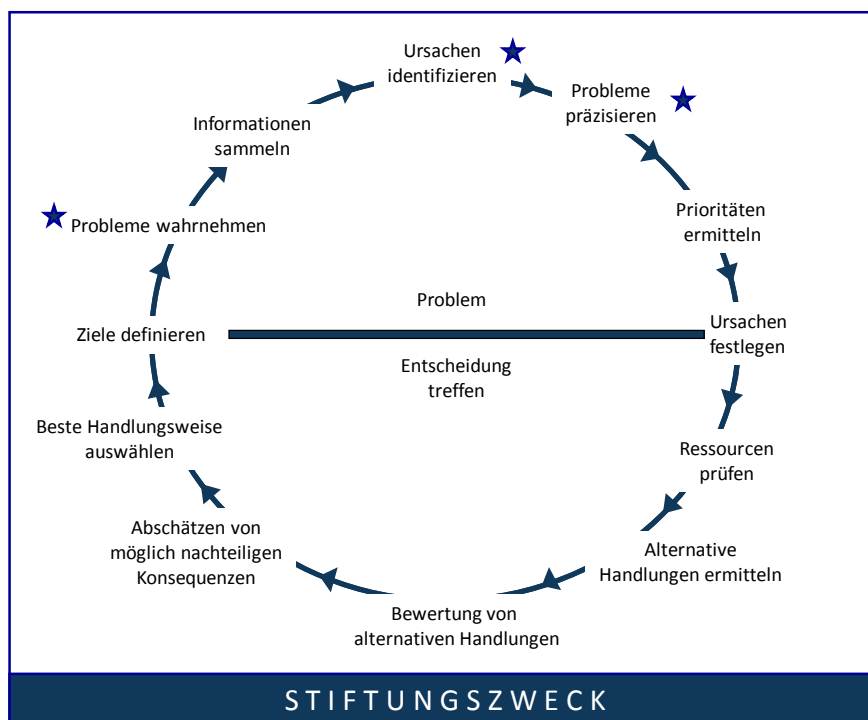 Ursachen
identifizieren
Probleme
präzisieren
Informationen
sammeln
Prioritäten
ermitteln
Probleme wahrnehmen
Problem
Ziele definieren
Ursachen
festlegen
Entscheidung
treffen
Beste Handlungsweise
auswählen
Ressourcen
prüfen
Abschätzen von
möglich nachteiligen
Konsequenzen
Alternative
Handlungen ermitteln
Bewertung von
alternativen Handlungen
STIFTUNGSZWECK